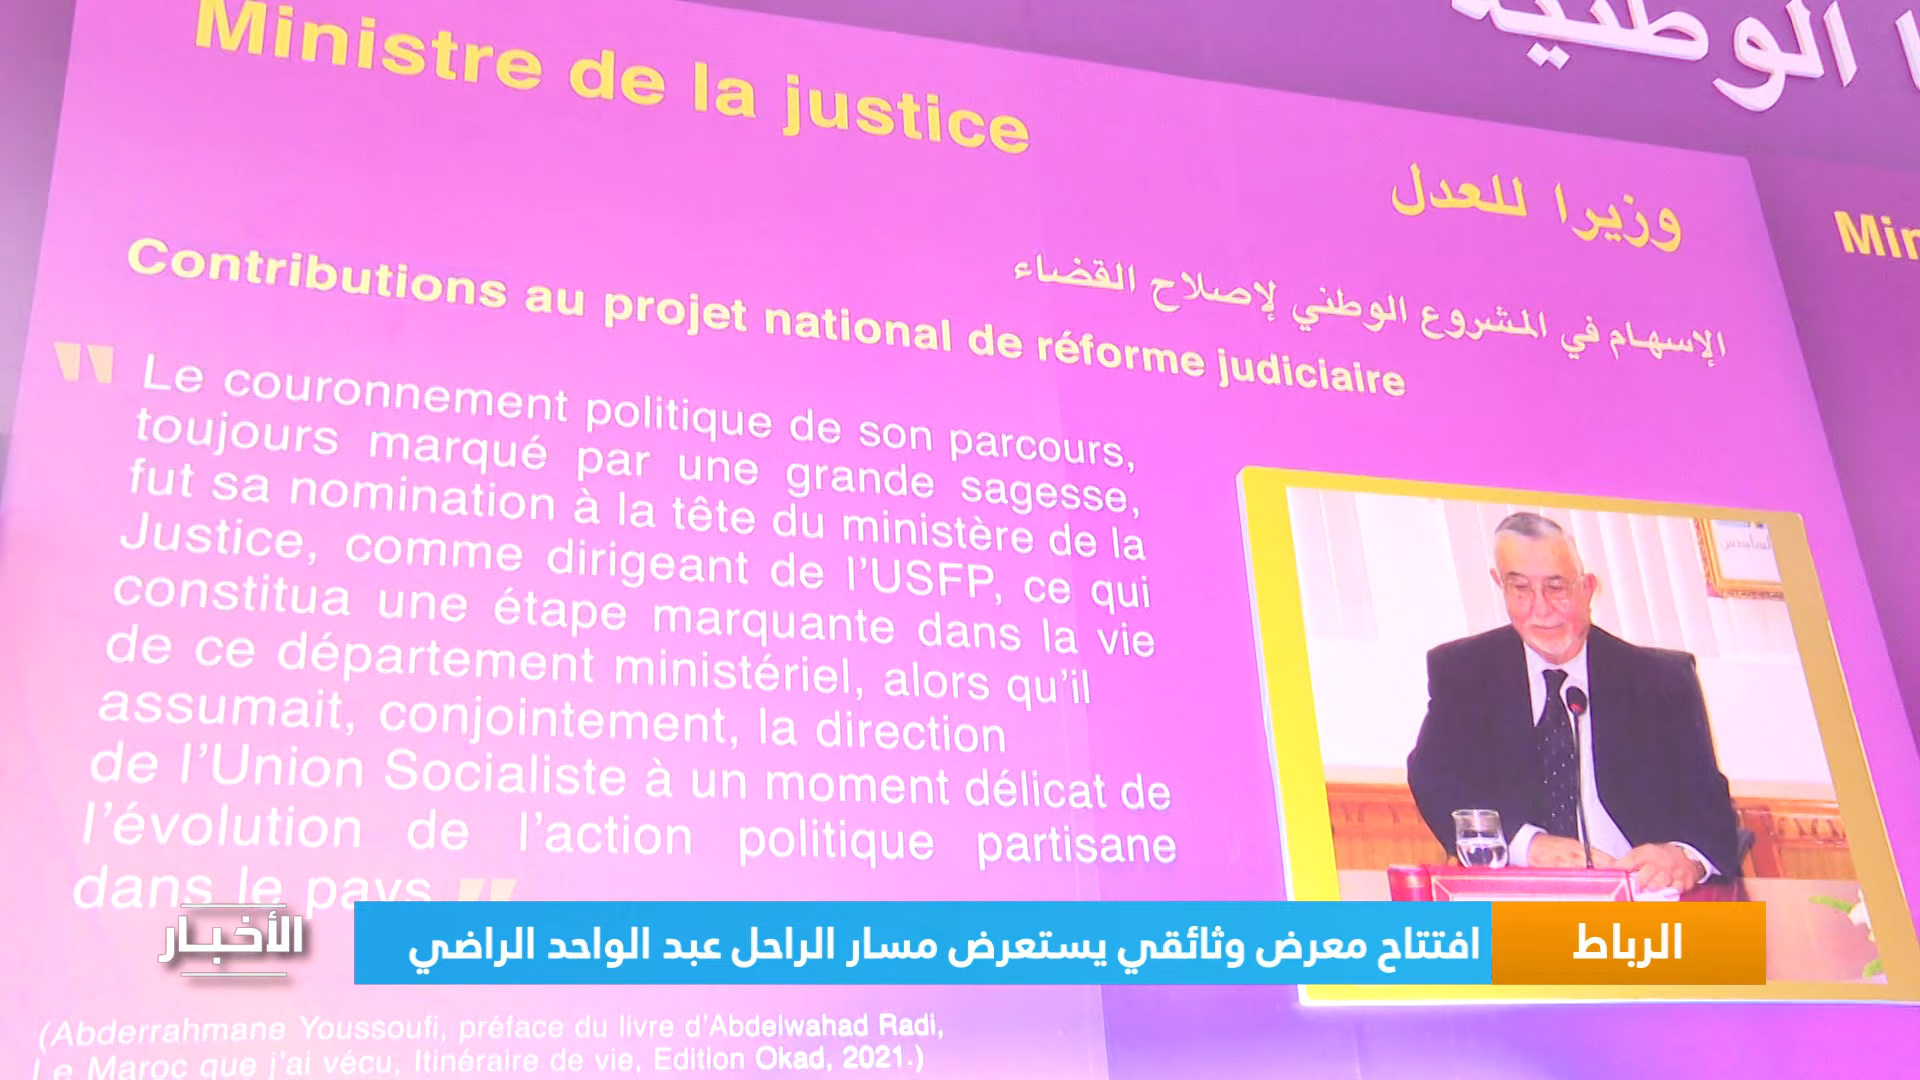 ا الوطنية
Ministre de la justice
وزيرا للعدل
Min
Contributions au projet national de réforme judiciaire
الإسهام في المشروع الوطني لإصلاح القضاء
" Le couronnement politique de son parcours,
toujours marqué par une grande sagesse,
fut sa nomination à la tête du ministère de la
Justice, comme dirigeant de l'USFP, ce qui
constitua une étape marquante dans la vie
de ce département ministériel, alors qu'il
assumait, conjointement, la direction
de l'Union Socialiste à un moment délicat de
l'évolution de l'action politique partisane
dans le pays "
الأخبار
الرباط
افتتاح معرض وثائقي يستعرض مسار الراحل عبد الواحد الراضي
(Abderrahmane Youssoufi, préface du livre d'Abdelwahad Radi,
Le Maroc que j'ai vécu, Itinéraire de vie, Edition Okad, 2021.)